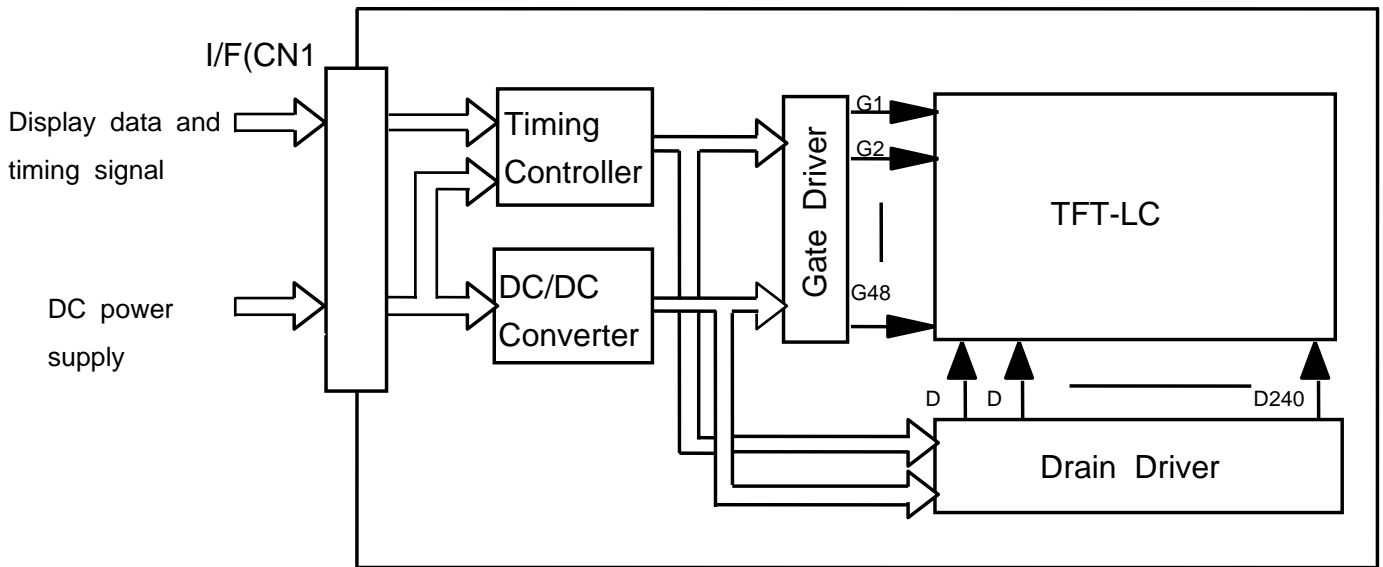 I/F(CN1
Display data and
timing signal
DC power
supply
Timing
Controller
DC/DC
Converter
Gate Driver
G1
G2
G48
TFT-LC
D
D
D240
Drain Driver